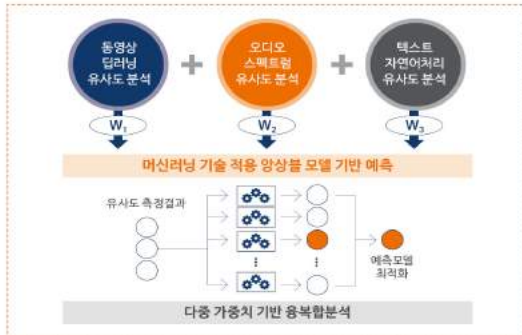 동영상
딥러닝
유사도 분석
+
오디오
스펙트럼
유사도 분석
+
텍스트
자연어처리
유사도 분석
W₁
W₂
W₃
머신러닝 기술 적용 앙상블 모델 기반 예측
유사도 측정결과
예측모델
최적화
다중 가중치 기반 융복합분석